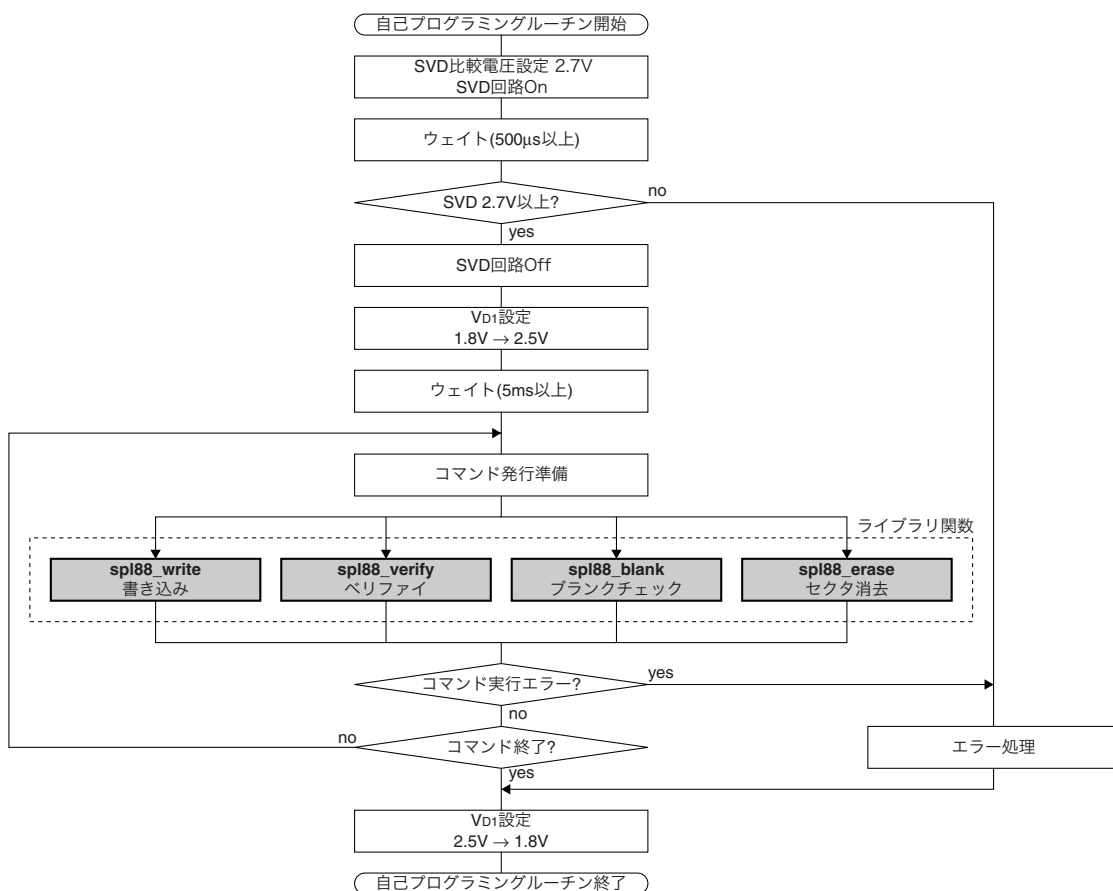 自己プログラミングルーチン開始
SVD比較電圧設定 2.7V
SVD回路On
ウェイト(500μs以上)
SVD 2.7V以上?
no
yes
SVD回路Off
VD1設定
1.8V → 2.5V
ウェイト(5ms以上)
コマンド発行準備
ライブラリ関数
spl88_write
書き込み
spl88_verify
ベリファイ
spl88_blank
ブランクチェック
spl88_erase
セクタ消去
コマンド実行エラー?
yes
no
コマンド終了?
no
yes
エラー処理
VD1設定
2.5V → 1.8V
自己プログラミングルーチン終了